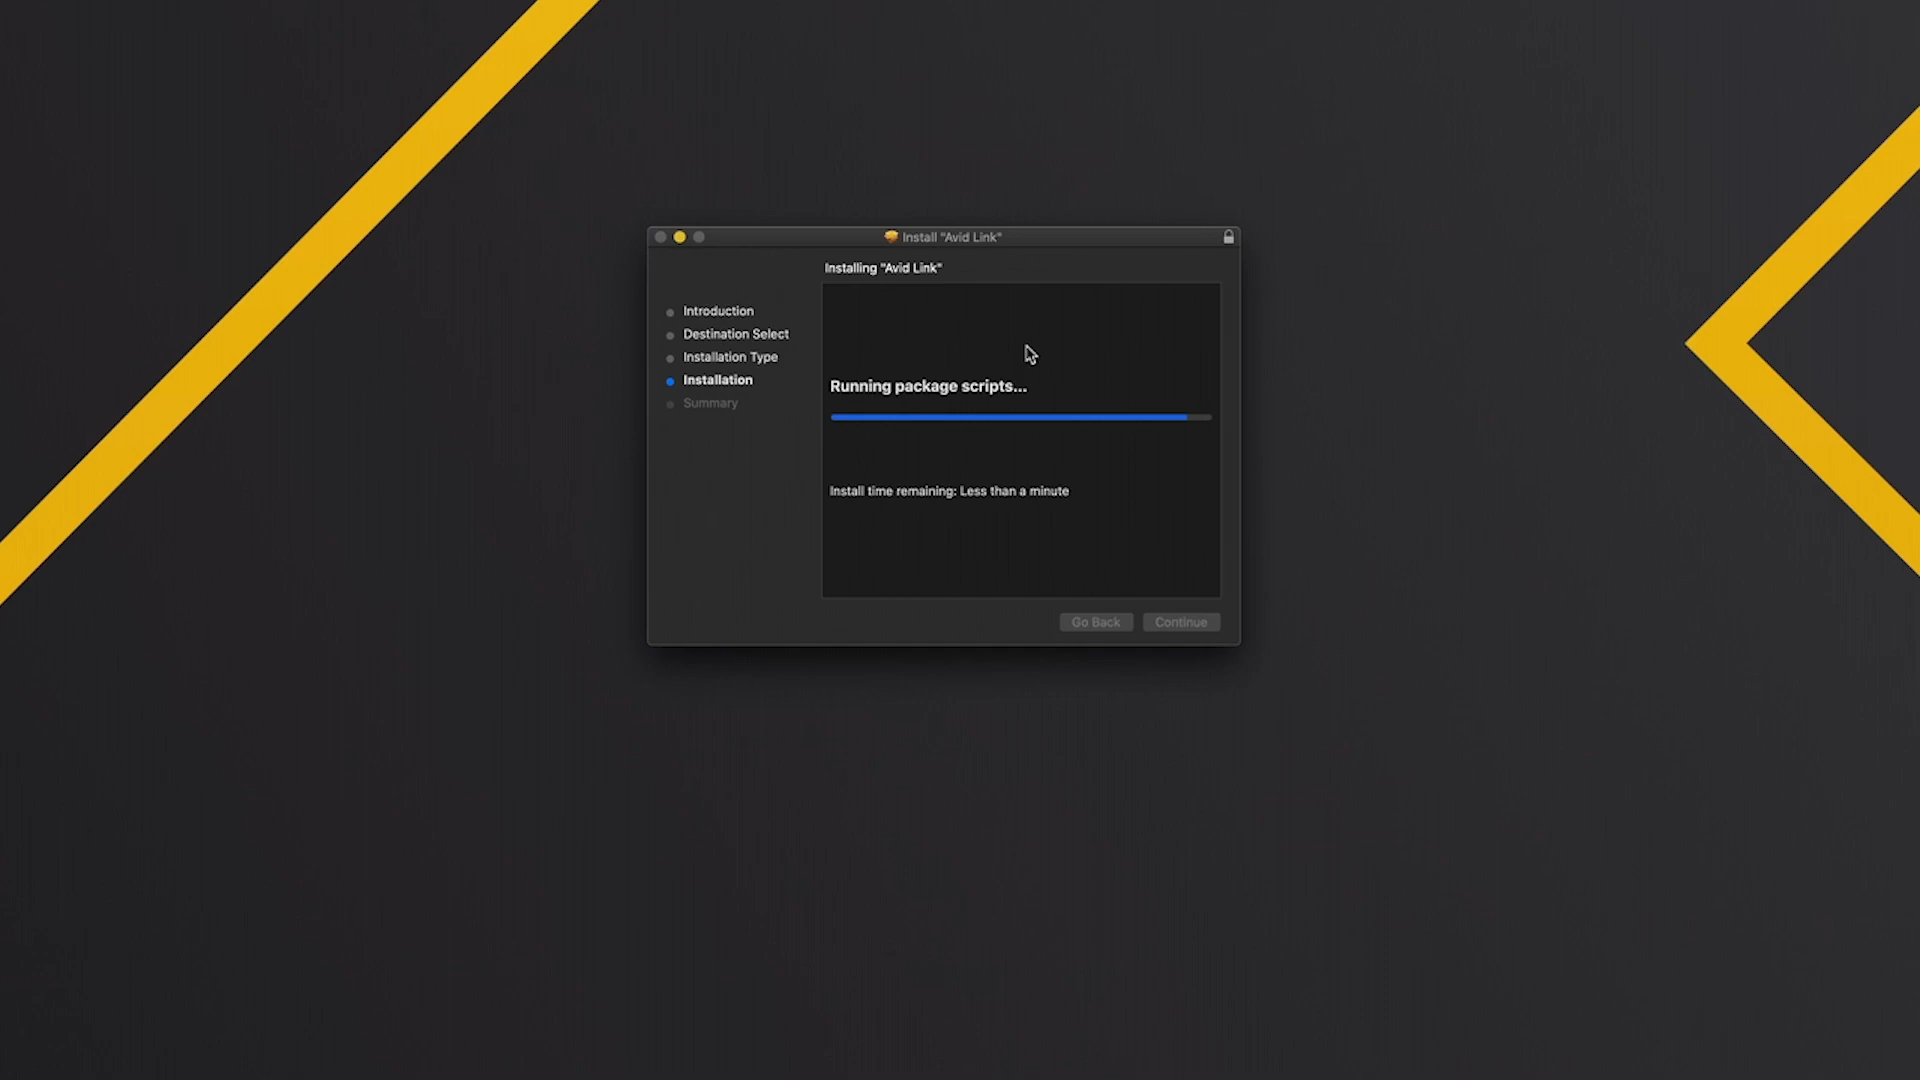 Install "Avid Link"
Installing "Avid Link"
Introduction
Destination Select
Installation Type
Installation
Summary
Running package scripts...
Install time remaining: Less than a minute
Go Back
Continue